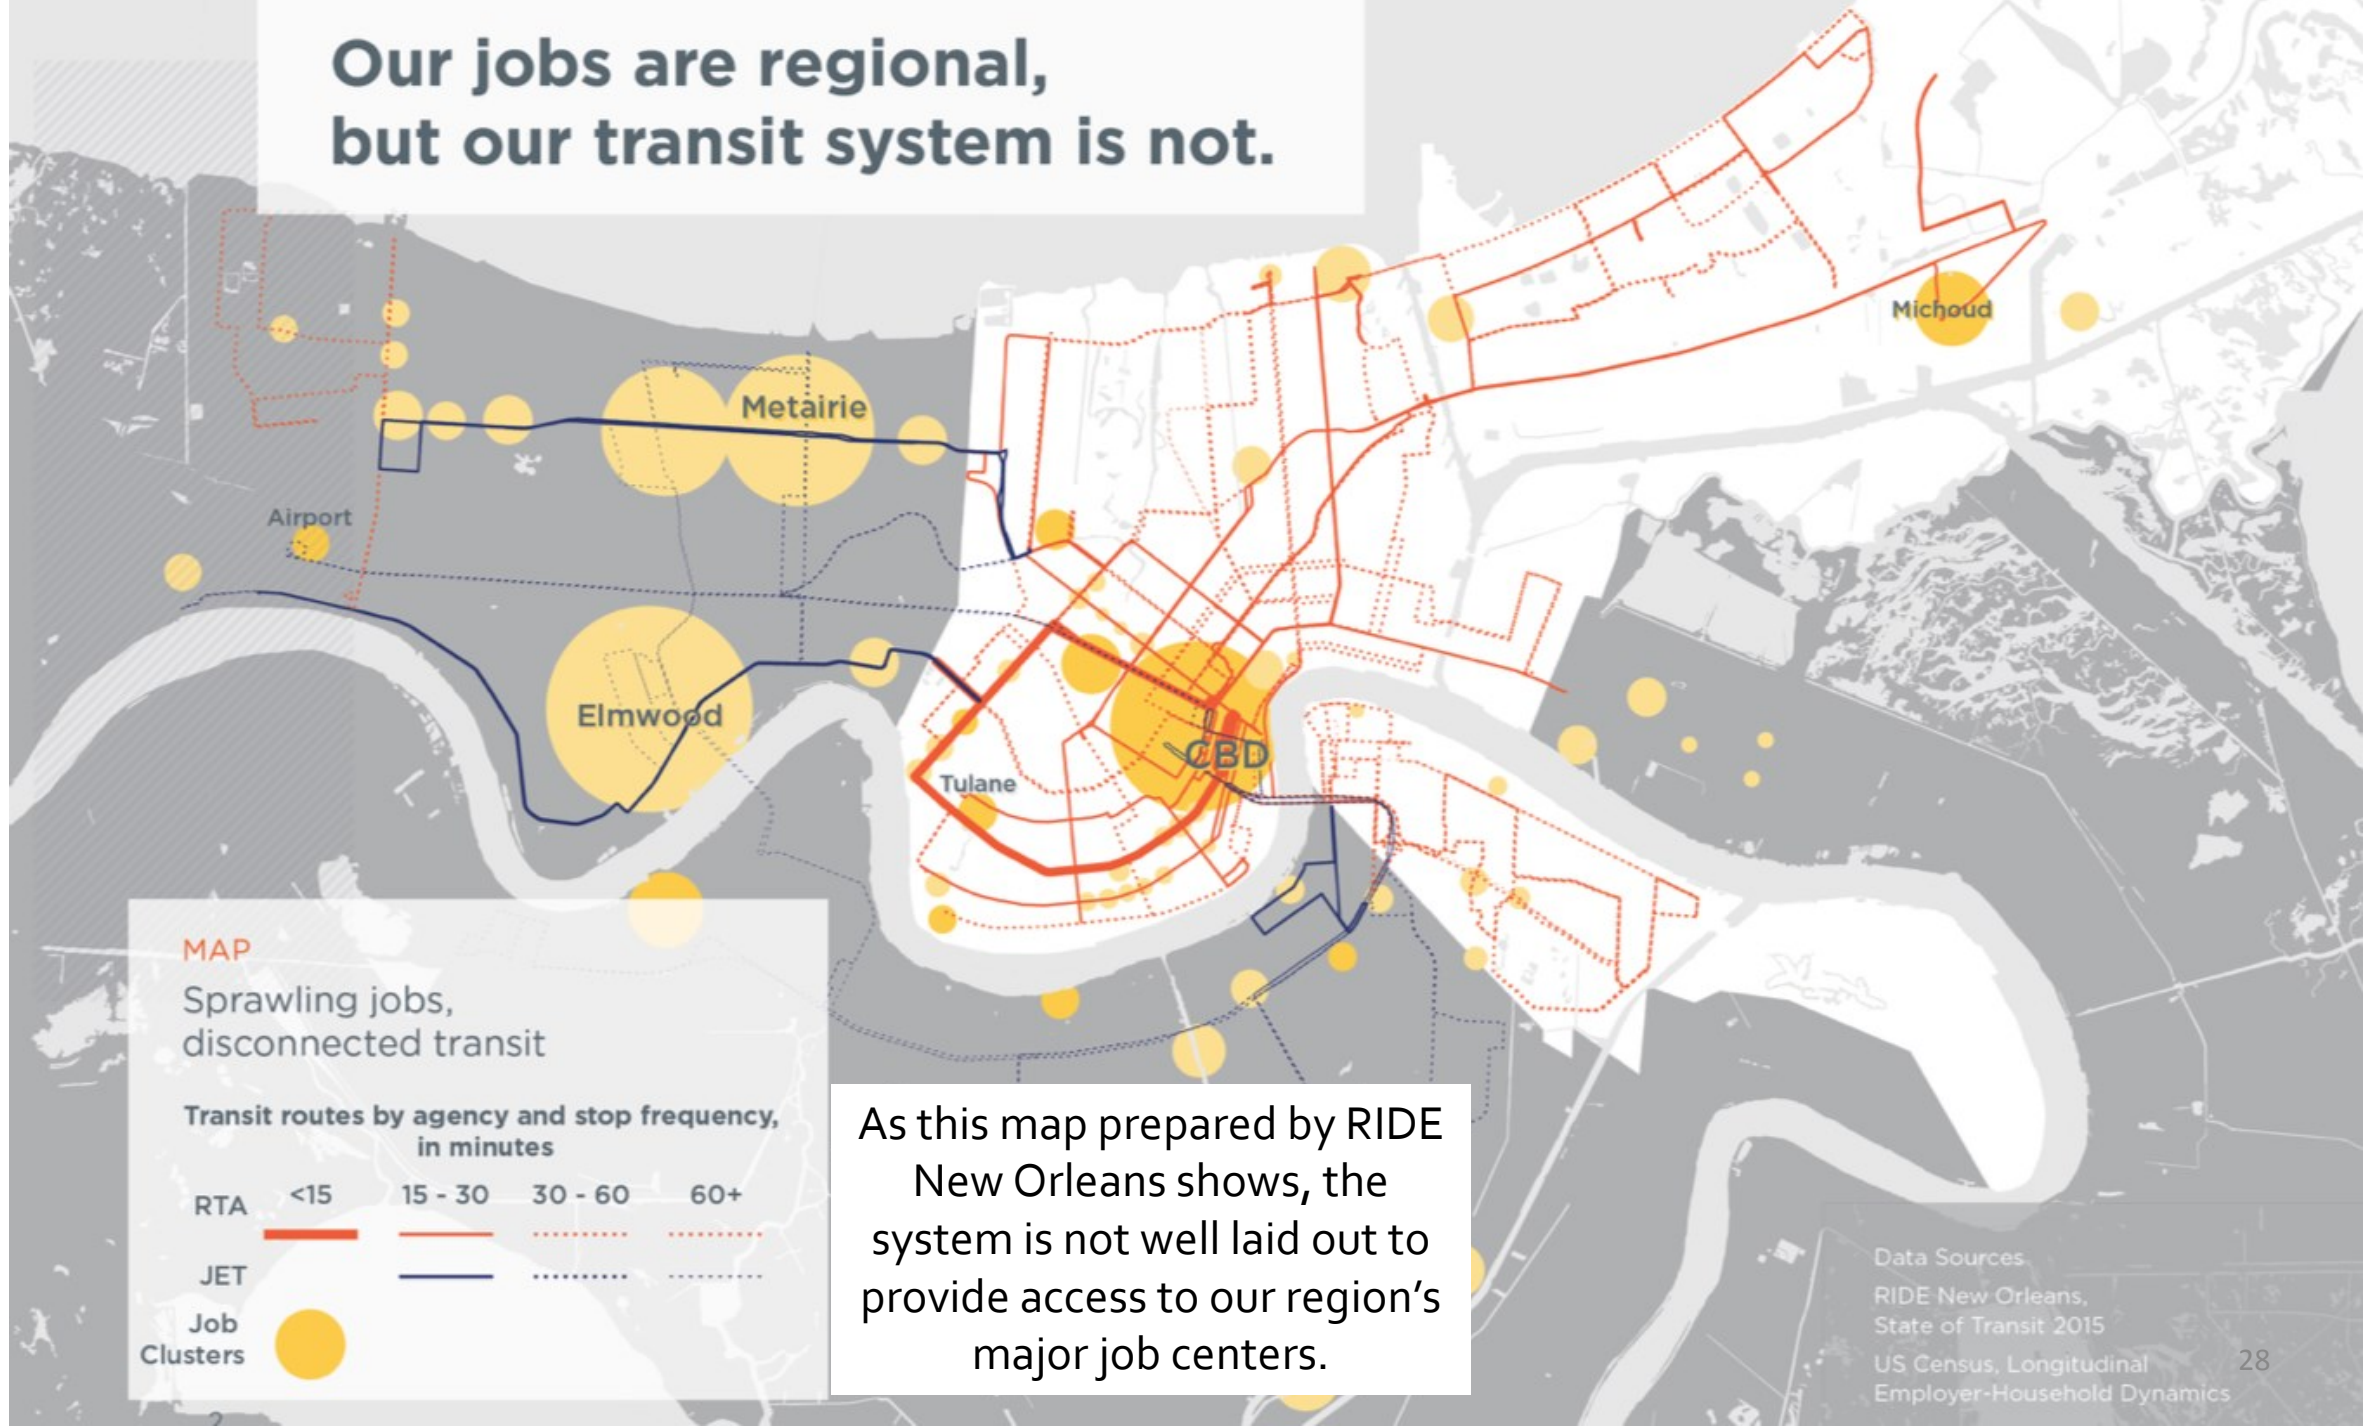 Our jobs are regional,
but our transit system is not.
Michoud
Metairie
Airport
Elmwood
CBD
Tulane
MAP
Sprawling jobs,
disconnected transit
Transit routes by agency and stop frequency,
in minutes
<15 15 - 30 30 - 60 60+
RTA
JET
Job
Clusters
2
As this map prepared by RIDE
New Orleans shows, the
system is not well laid out to
provide access to our region’s
major job centers.
Data Sources
RIDE New Orleans,
State of Transit 2015
US Census, Longitudinal
Employer-Household Dynamics
28